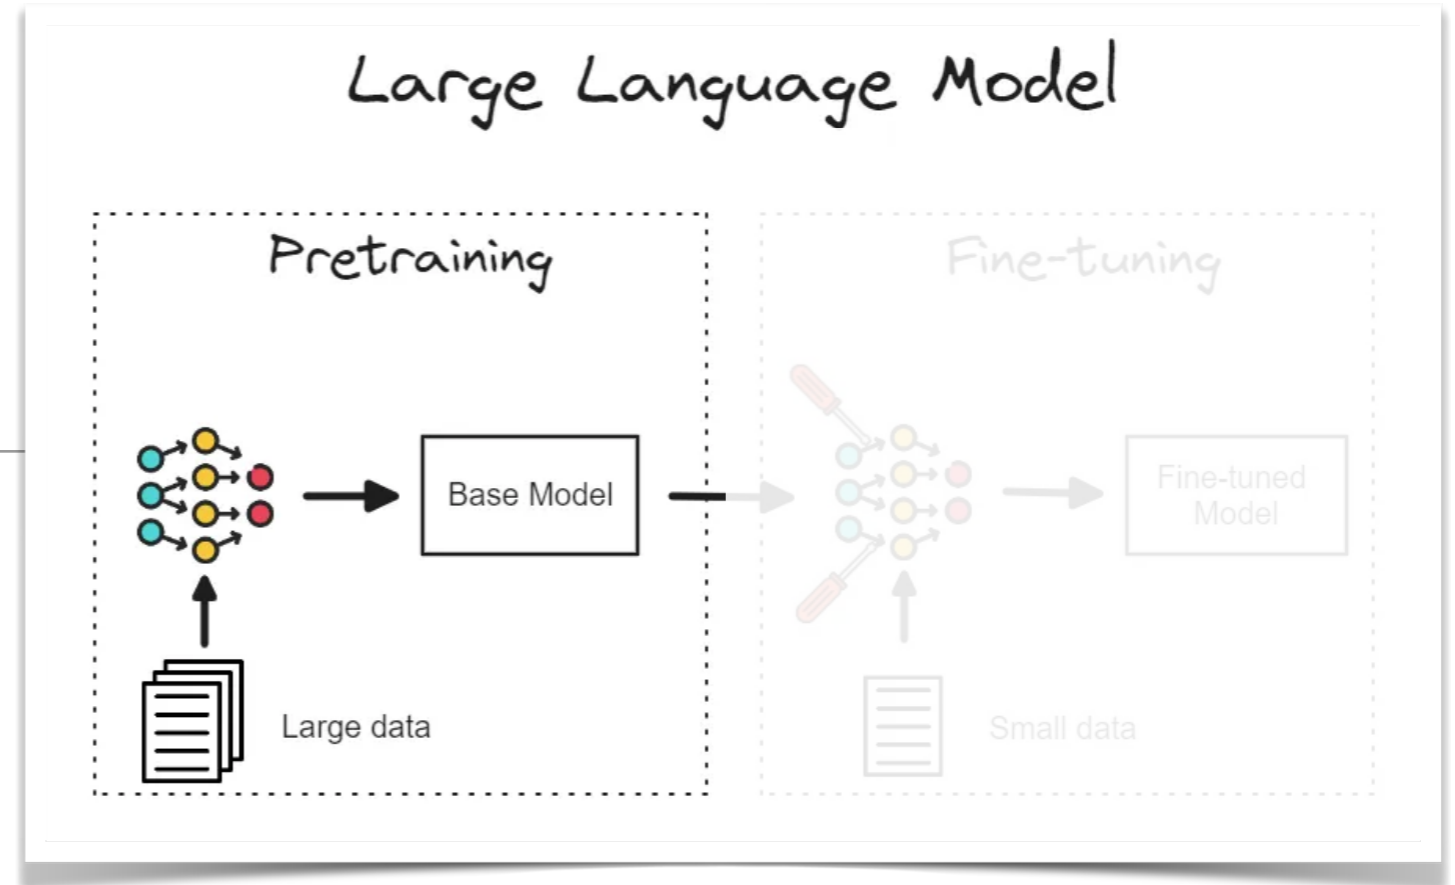 Large Language Model
Pretraining
Base Model
Large data
Fine-tuning
Fine-tuned
Model
Small data